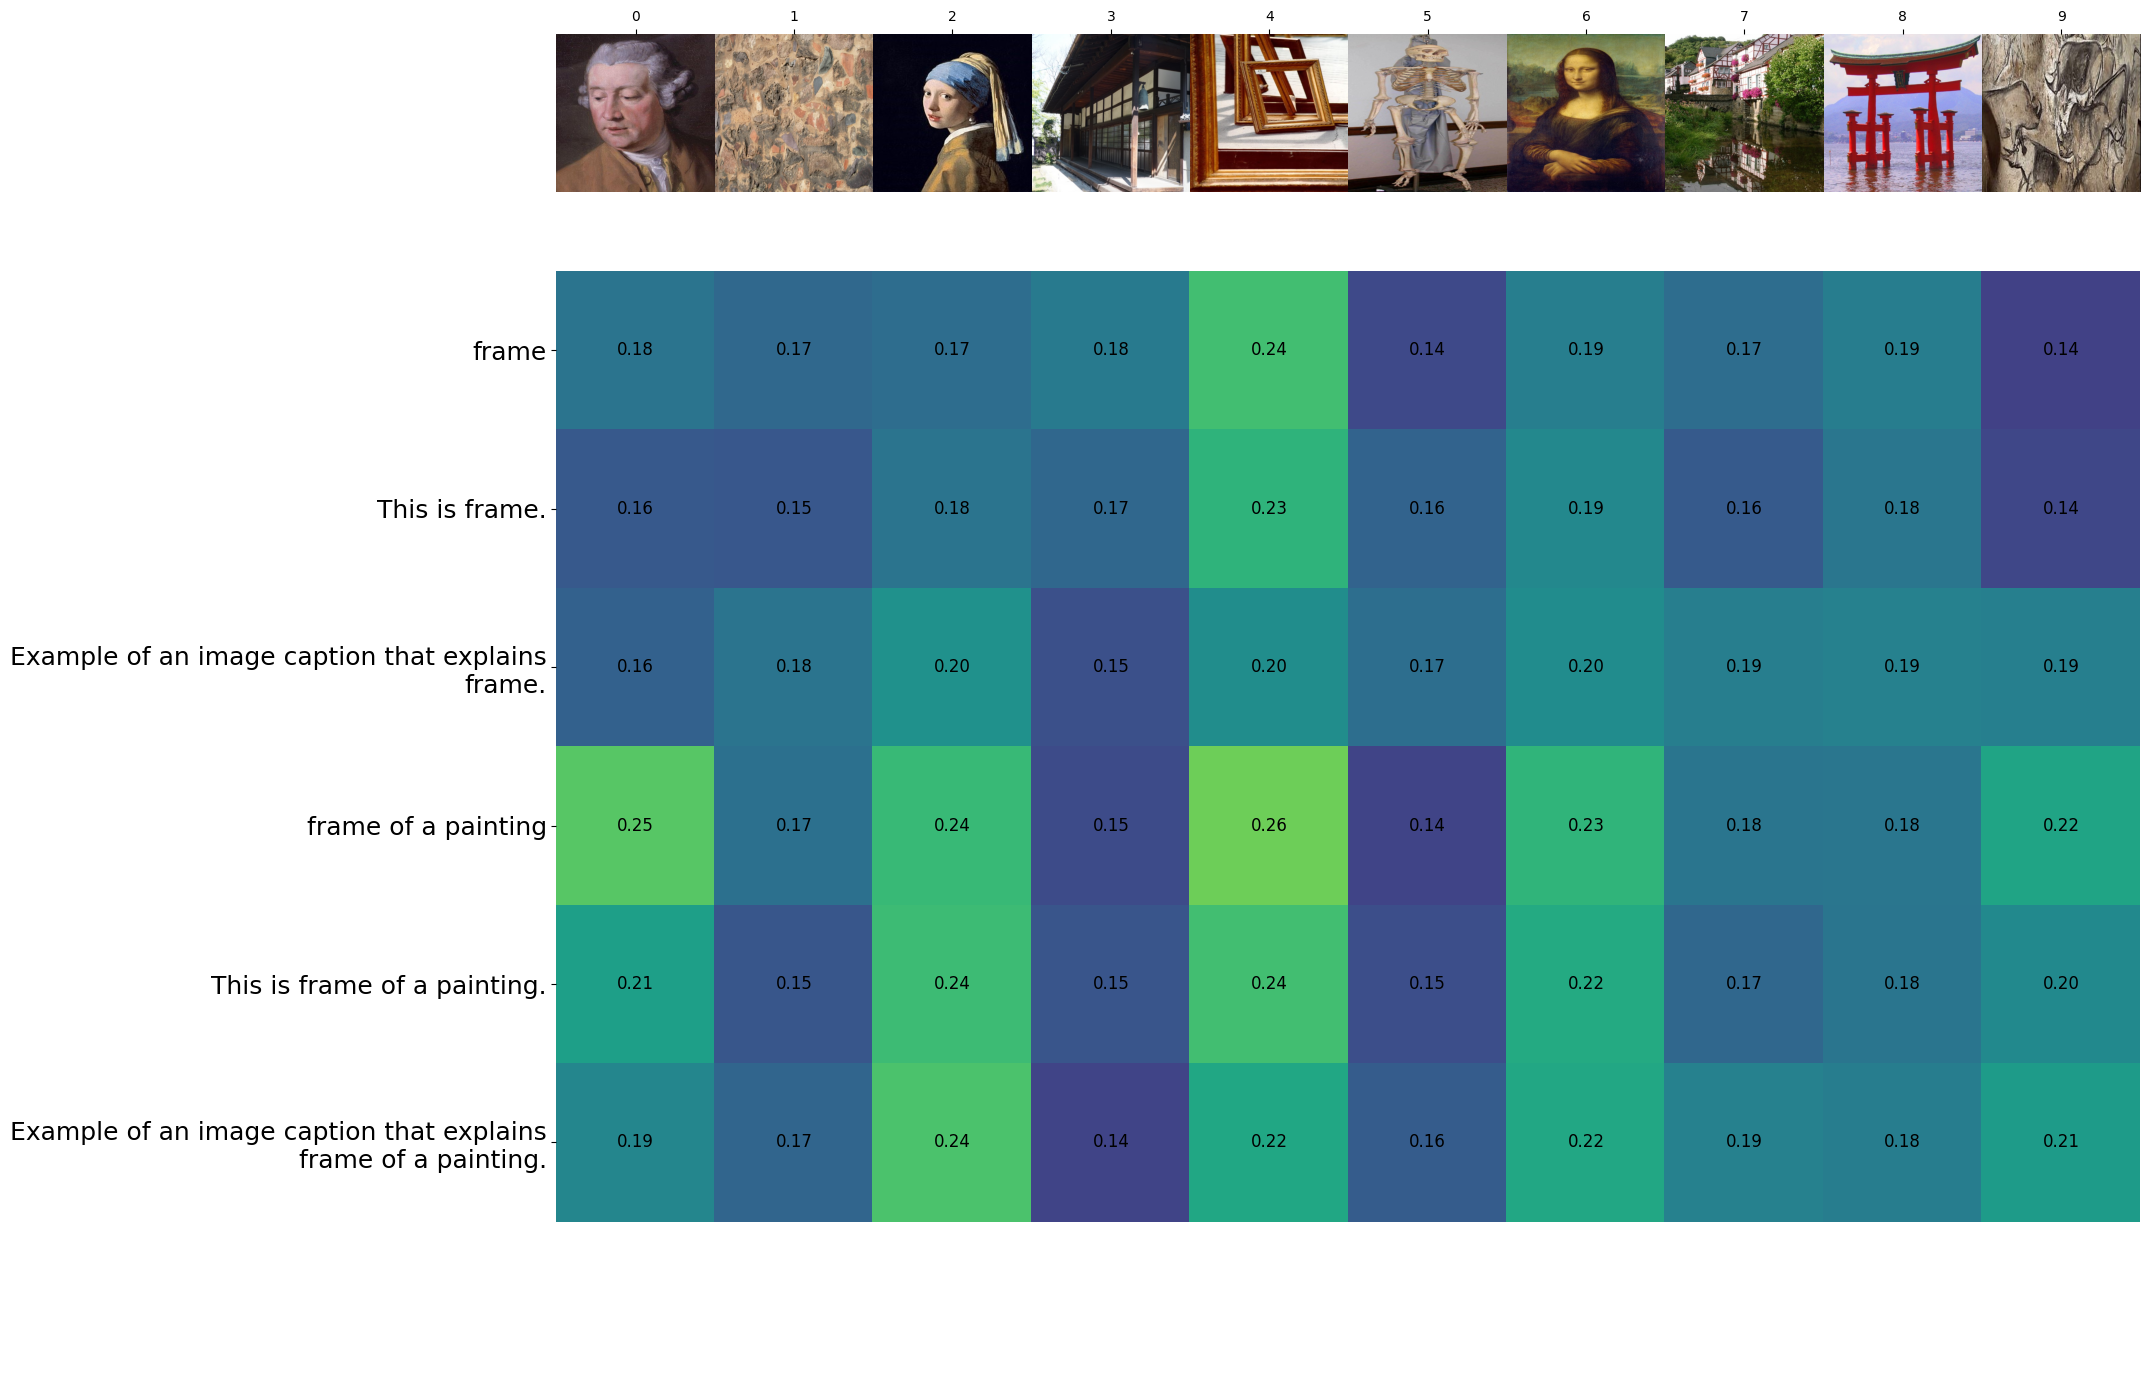 0 1 2 3 4 5 6 7 8 9
frame 0.18 0.17 0.17 0.18 0.24 0.14 0.19 0.17 0.19 0.14
This is frame. 0.16 0.15 0.18 0.17 0.23 0.16 0.19 0.16 0.18 0.14
Example of an image caption that explains
frame. 0.16 0.18 0.20 0.15 0.20 0.17 0.20 0.19 0.19 0.19
frame of a painting 0.25 0.17 0.24 0.15 0.26 0.14 0.23 0.18 0.18 0.22
This is frame of a painting. 0.21 0.15 0.24 0.15 0.24 0.15 0.22 0.17 0.18 0.20
Example of an image caption that explains
frame of a painting. 0.19 0.17 0.24 0.14 0.22 0.16 0.22 0.19 0.18 0.21